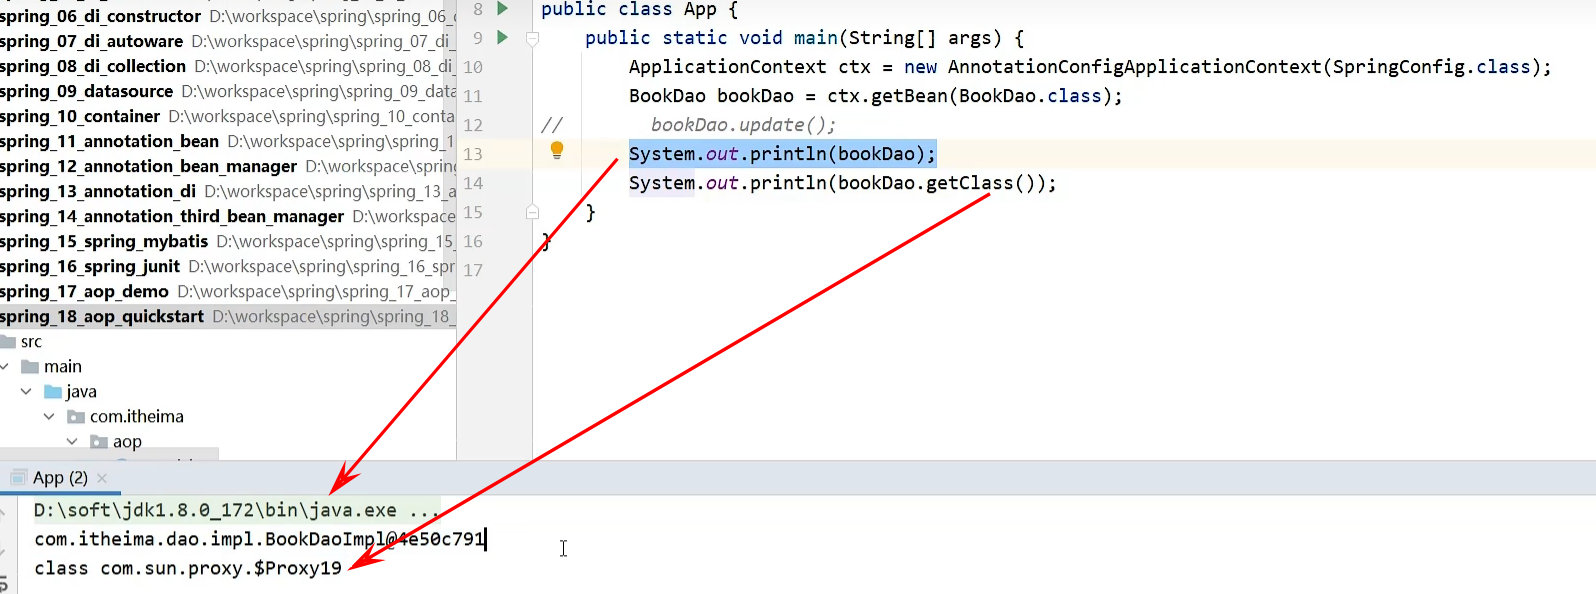 spring_06_di_constructor D:\workspace\spring\spring_06_
spring_07_di_autoware D:\workspace\spring\spring_07_di_
spring_08_di_collection D:\workspace\spring\spring_08_di_
spring_09_datasource D:\workspace\spring\spring_09_data
spring_10_container D:\workspace\spring\spring_10_conta
spring_11_annotation_bean D:\workspace\spring\spring_1
spring_12_annotation_bean_manager D:\workspace\spring
spring_13_annotation_di D:\workspace\spring\spring_13_a
spring_14_annotation_third_bean_manager D:\workspace
spring_15_spring_mybatis D:\workspace\spring\spring_15_
spring_16_spring_junit D:\workspace\spring\spring_16_spr
spring_17_aop_demo D:\workspace\spring\spring_17_aop_
spring_18_aop_quickstart D:\workspace\spring\spring_18_
src
main
java
com.itheima
aop
8 public class App {
9 public static void main(String[] args) {
10 ApplicationContext ctx = new AnnotationConfigApplicationContext(SpringConfig.class);
11 BookDao bookDao = ctx.getBean(BookDao.class);
12 // bookDao.update();
13 System.out.println(bookDao);
14 System.out.println(bookDao.getClass());
15 }
16 }
17
App (2)
D:\soft\jdk1.8.0_172\bin\java.exe ...
com.itheima.dao.impl.BookDaoImpl@4e50c791
class com.sun.proxy.$Proxy19